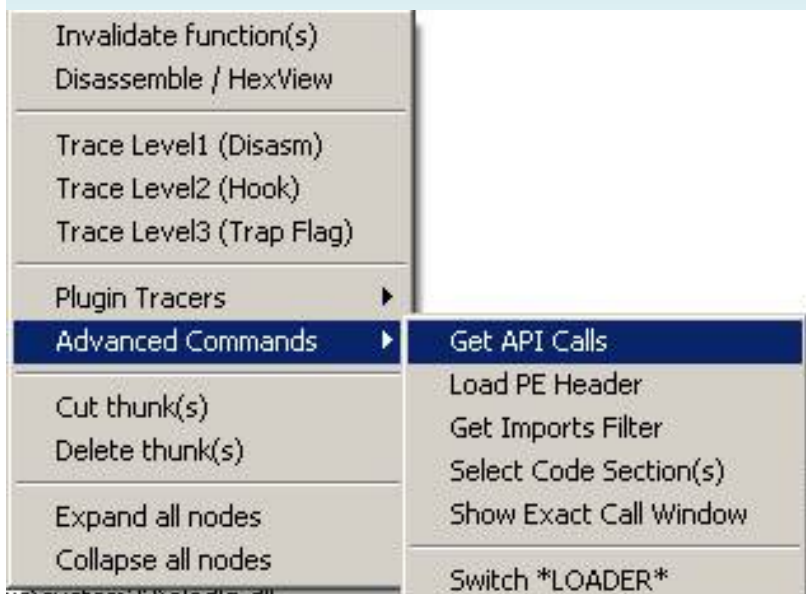 Invalidate function(s)
Disassemble / HexView
Trace Level1 (Disasm)
Trace Level2 (Hook)
Trace Level3 (Trap Flag)
Plugin Tracers
Advanced Commands
Cut thunk(s)
Delete thunk(s)
Expand all nodes
Collapse all nodes
Get API Calls
Load PE Header
Get Imports Filter
Select Code Section(s)
Show Exact Call Window
Switch *LOADER*